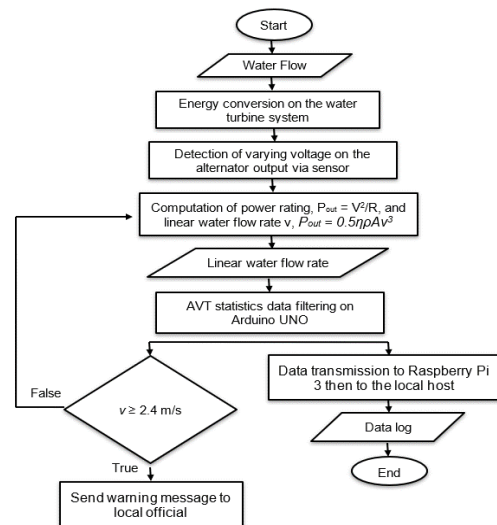 Start
Water Flow
Energy conversion on the water
turbine system
Detection of varying voltage on the
alternator output via sensor
Computation of power rating, Pout = V²/R, and
linear water flow rate v, Pout = 0.5ηρAv³
Linear water flow rate
AVT statistics data filtering on
Arduino UNO
False
v ≥ 2.4 m/s
True
Send warning message to
local official
Data transmission to Raspberry Pi
3 then to the local host
Data log
End